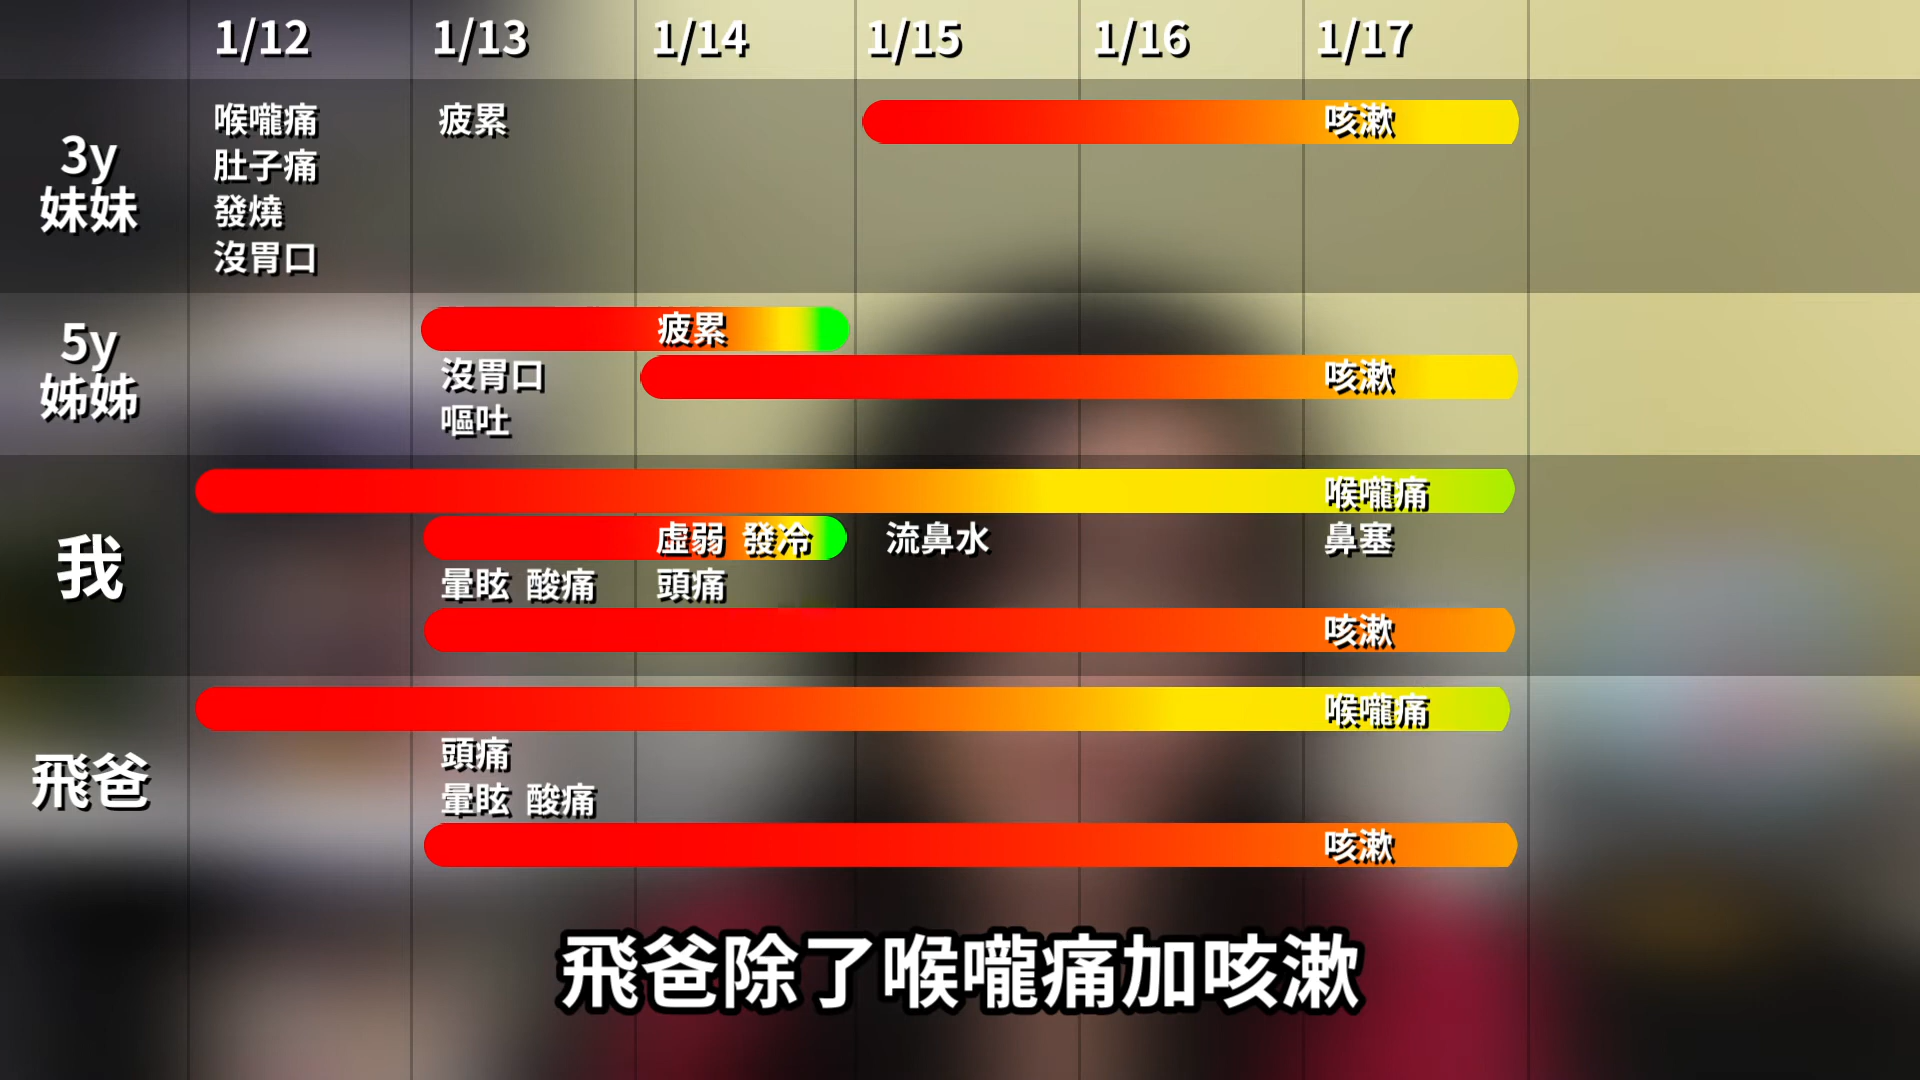 1/12 1/13 1/14 1/15 1/16 1/17
3y
妹妹
喉嚨痛
肚子痛
發燒
沒胃口
疲累
咳漱
5y
姊姊
疲累
沒胃口
嘔吐
咳漱
我
喉嚨痛
虛弱 發冷
流鼻水
鼻塞
暈眩 酸痛
頭痛
咳漱
飛爸
喉嚨痛
頭痛
暈眩 酸痛
咳漱
飛爸除了喉嚨痛加咳漱